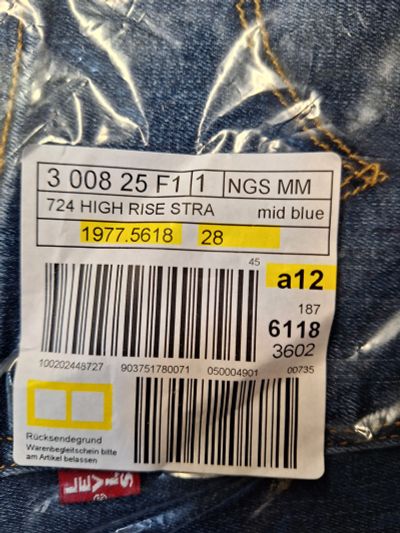 3 008 25 F1 1 NGS MM
724 HIGH RISE STRA mid blue
1977.5618 28
45
a12
187
6118
3602
100202448727 903751780071 050004901 00735
Rücksendegrund
Warenbegleitschein bitte
am Artikel belassen
LEVI'S